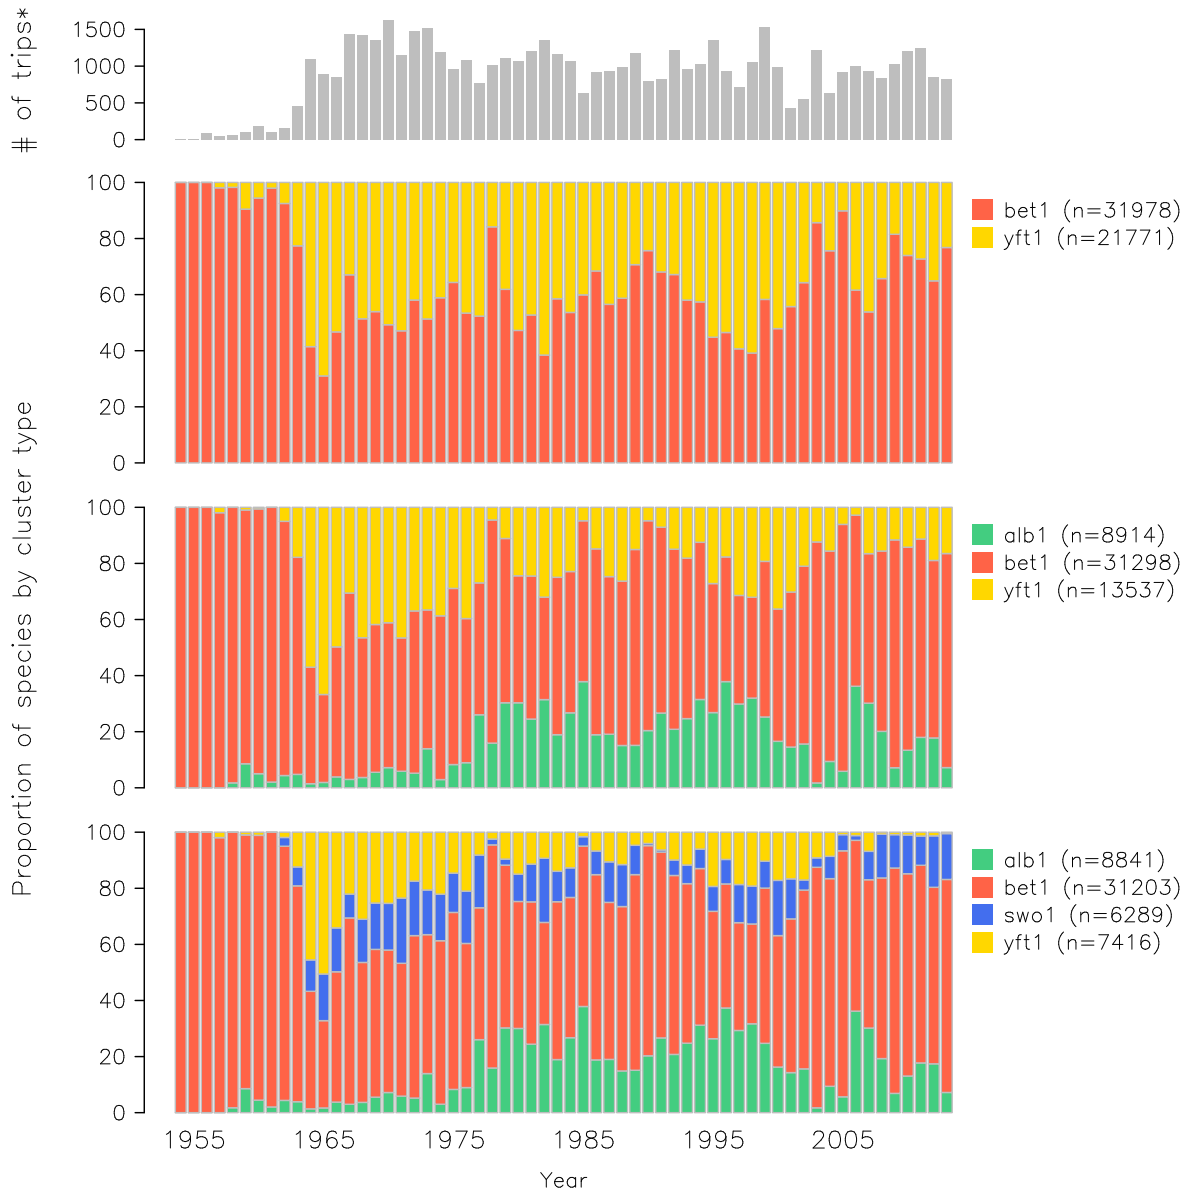 # of trips*
1500
1000
500
0
Proportion of species by cluster type
100
80
60
40
20
0
bet1 (n=31978)
yft1 (n=21771)
100
80
60
40
20
0
alb1 (n=8914)
bet1 (n=31298)
yft1 (n=13537)
100
80
60
40
20
0
alb1 (n=8841)
bet1 (n=31203)
swo1 (n=6289)
yft1 (n=7416)
1955 1965 1975 1985 1995 2005
Year